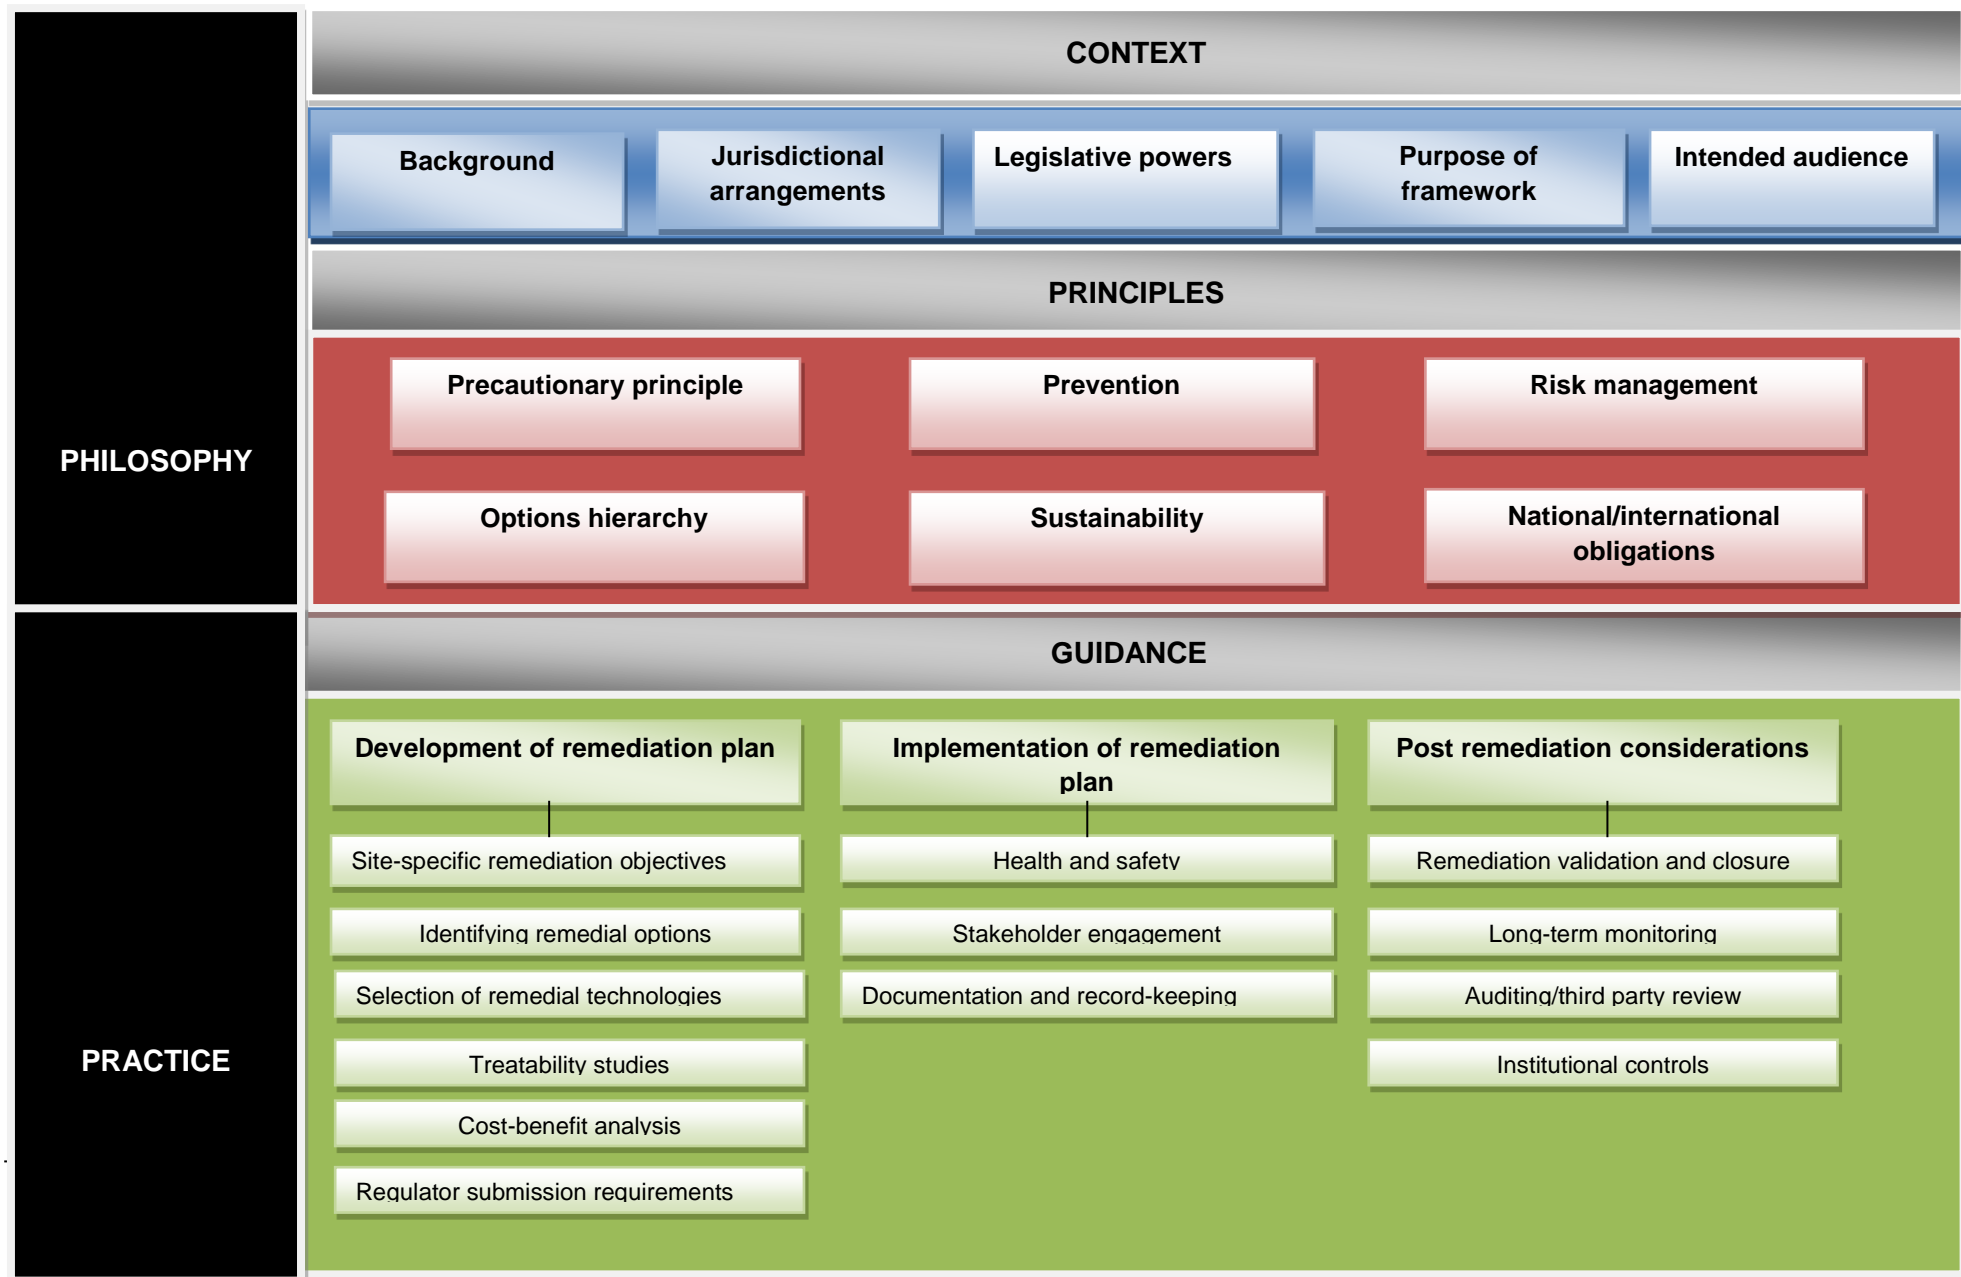 CONTEXT
Background
Jurisdictional
arrangements
Legislative powers
Purpose of
framework
Intended audience
PRINCIPLES
Precautionary principle
Prevention
Risk management
PHILOSOPHY
Options hierarchy
Sustainability
National/international
obligations
GUIDANCE
Development of remediation plan
Implementation of remediation
plan
Post remediation considerations
Site-specific remediation objectives
Health and safety
Remediation validation and closure
Identifying remedial options
Stakeholder engagement
Long-term monitoring
Selection of remedial technologies
Documentation and record-keeping
Auditing/third party review
PRACTICE
Treatability studies
Institutional controls
Cost-benefit analysis
Regulator submission requirements